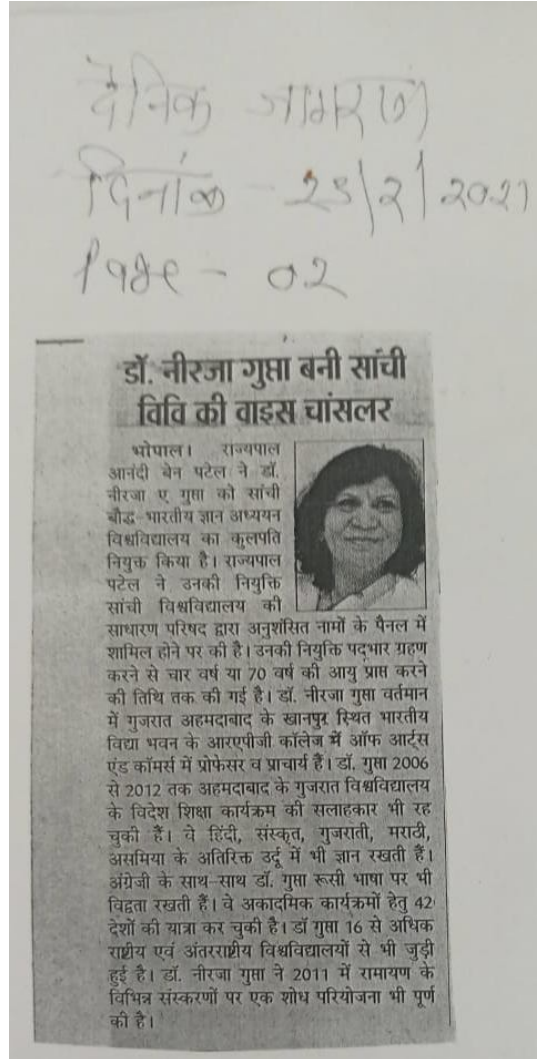 दैनिक जागरण
दिनांक - 25/2/2021
Page - 02
डॉ. नीरजा गुप्ता बनी सांची
विवि की वाइस चांसलर
भोपाल। राज्यपाल
आनंदी बेन पटेल ने डॉ.
नीरजा ए गुप्ता को सांची
बौद्ध-भारतीय ज्ञान अध्ययन
विश्वविद्यालय का कुलपति
नियुक्त किया है। राज्यपाल
पटेल ने उनकी नियुक्ति
सांची विश्वविद्यालय की
साधारण परिषद द्वारा अनुशंसित नामों के पैनल में
शामिल होने पर की है। उनकी नियुक्ति पद्भार ग्रहण
करने से चार वर्ष या 70 वर्ष की आयु प्राप्त करने
की तिथि तक की गई है। डॉ. नीरजा गुप्ता वर्तमान
में गुजरात अहमदाबाद के खानपुर स्थित भारतीय
विद्या भवन के आरएपीजी कॉलेज में ऑफ आर्ट्स
एंड कॉमर्स में प्रोफेसर व प्राचार्य हैं। डॉ. गुप्ता 2006
से 2012 तक अहमदाबाद के गुजरात विश्वविद्यालय
के विदेश शिक्षा कार्यक्रम की सलाहकार भी रह
चुकी हैं। वे हिंदी, संस्कृत, गुजराती, मराठी,
असमिया के अतिरिक्त उर्दू में भी ज्ञान रखती हैं।
अंग्रेजी के साथ-साथ डॉ. गुप्ता रूसी भाषा पर भी
विद्वता रखती हैं। वे अकादमिक कार्यक्रमों हेतु 42
देशों की यात्रा कर चुकी है। डॉ गुप्ता 16 से अधिक
राष्ट्रीय एवं अंतरराष्ट्रीय विश्वविद्यालयों से भी जुड़ी
हुई है। डॉ. नीरजा गुप्ता ने 2011 में रामायण के
विभिन्न संस्करणों पर एक शोध परियोजना भी पूर्ण
की है।